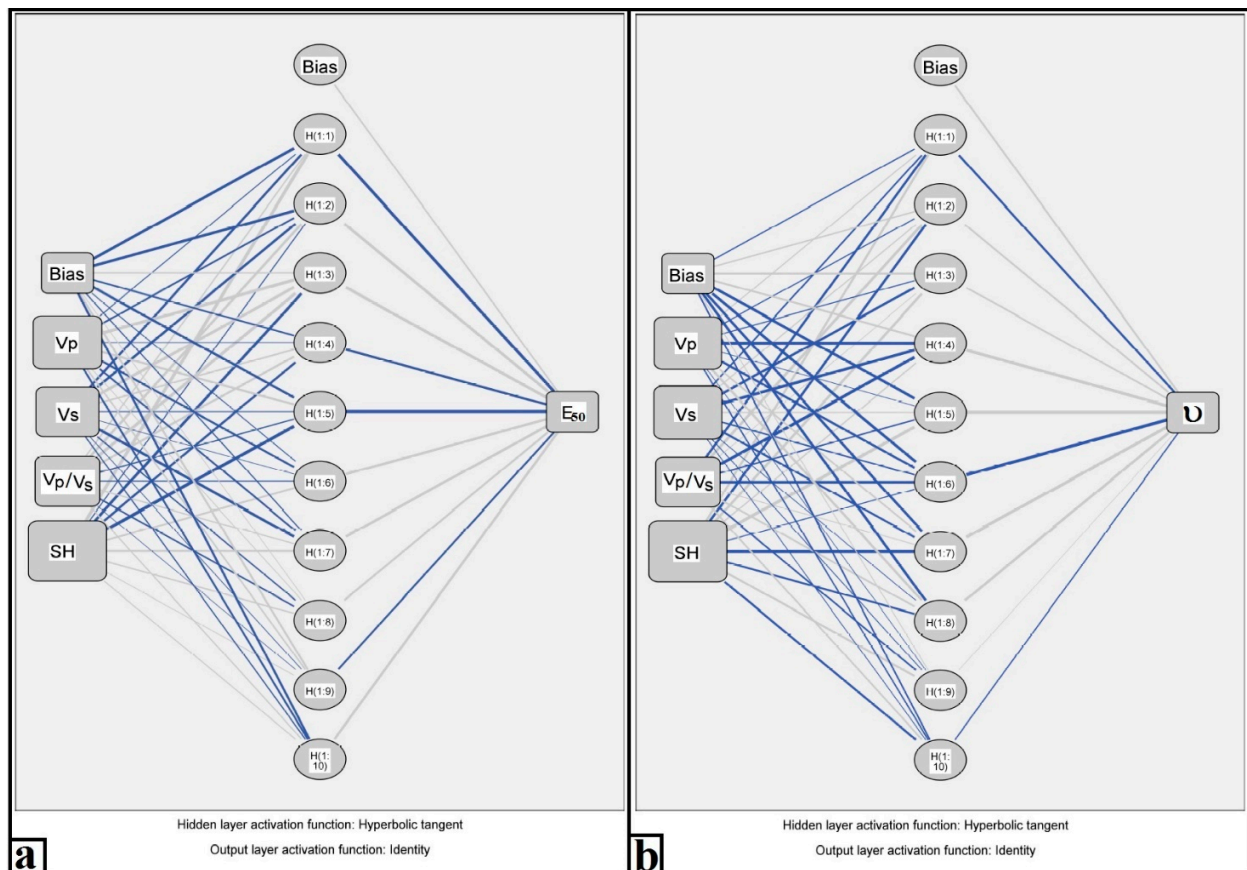 Bias
H(1:1)
H(1:2)
H(1:3)
H(1:4)
H(1:5)
H(1:6)
H(1:7)
H(1:8)
H(1:9)
H(1:
10)
Bias
Vp
Vs
Vp/Vs
SH
E50
Hidden layer activation function: Hyperbolic tangent
Output layer activation function: Identity
a
Bias
H(1:1)
H(1:2)
H(1:3)
H(1:4)
H(1:5)
H(1:6)
H(1:7)
H(1:8)
H(1:9)
H(1:
10)
Bias
Vp
Vs
Vp/Vs
SH
υ
Hidden layer activation function: Hyperbolic tangent
Output layer activation function: Identity
b